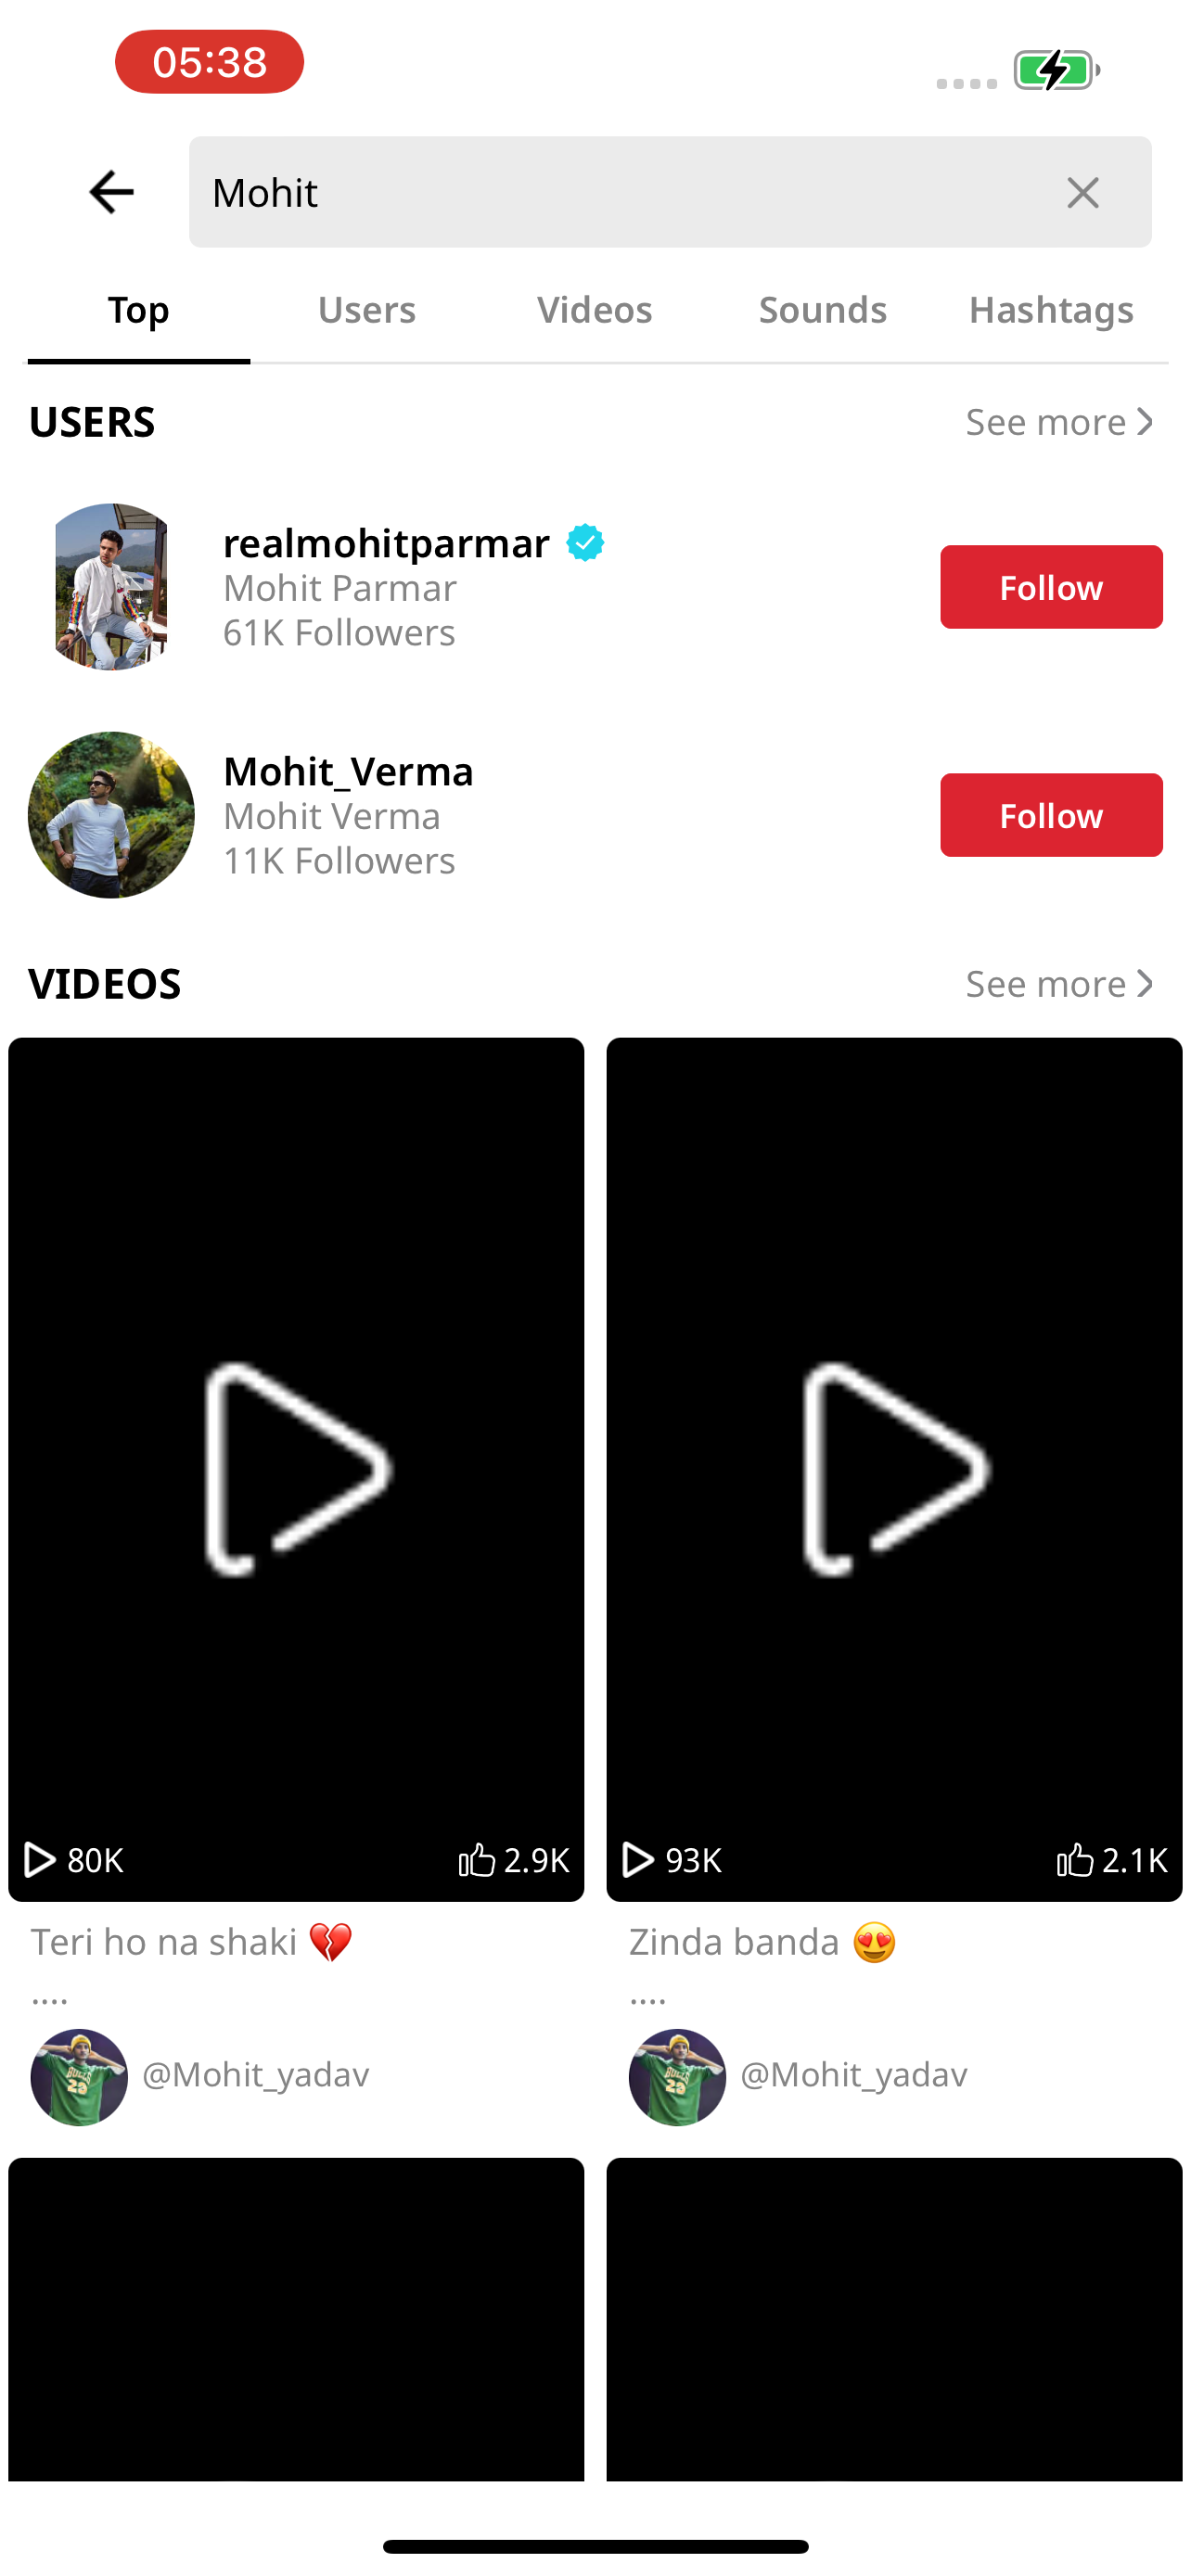 05:38
Mohit
Top Users Videos Sounds Hashtags
USERS See more
realmohitparmar
Mohit Parmar
61K Followers
Follow
Mohit_Verma
Mohit Verma
11K Followers
Follow
VIDEOS See more
80K 2.9K
93K 2.1K
Teri ho na shaki 💔
....
@Mohit_yadav
Zinda banda 😍
....
@Mohit_yadav